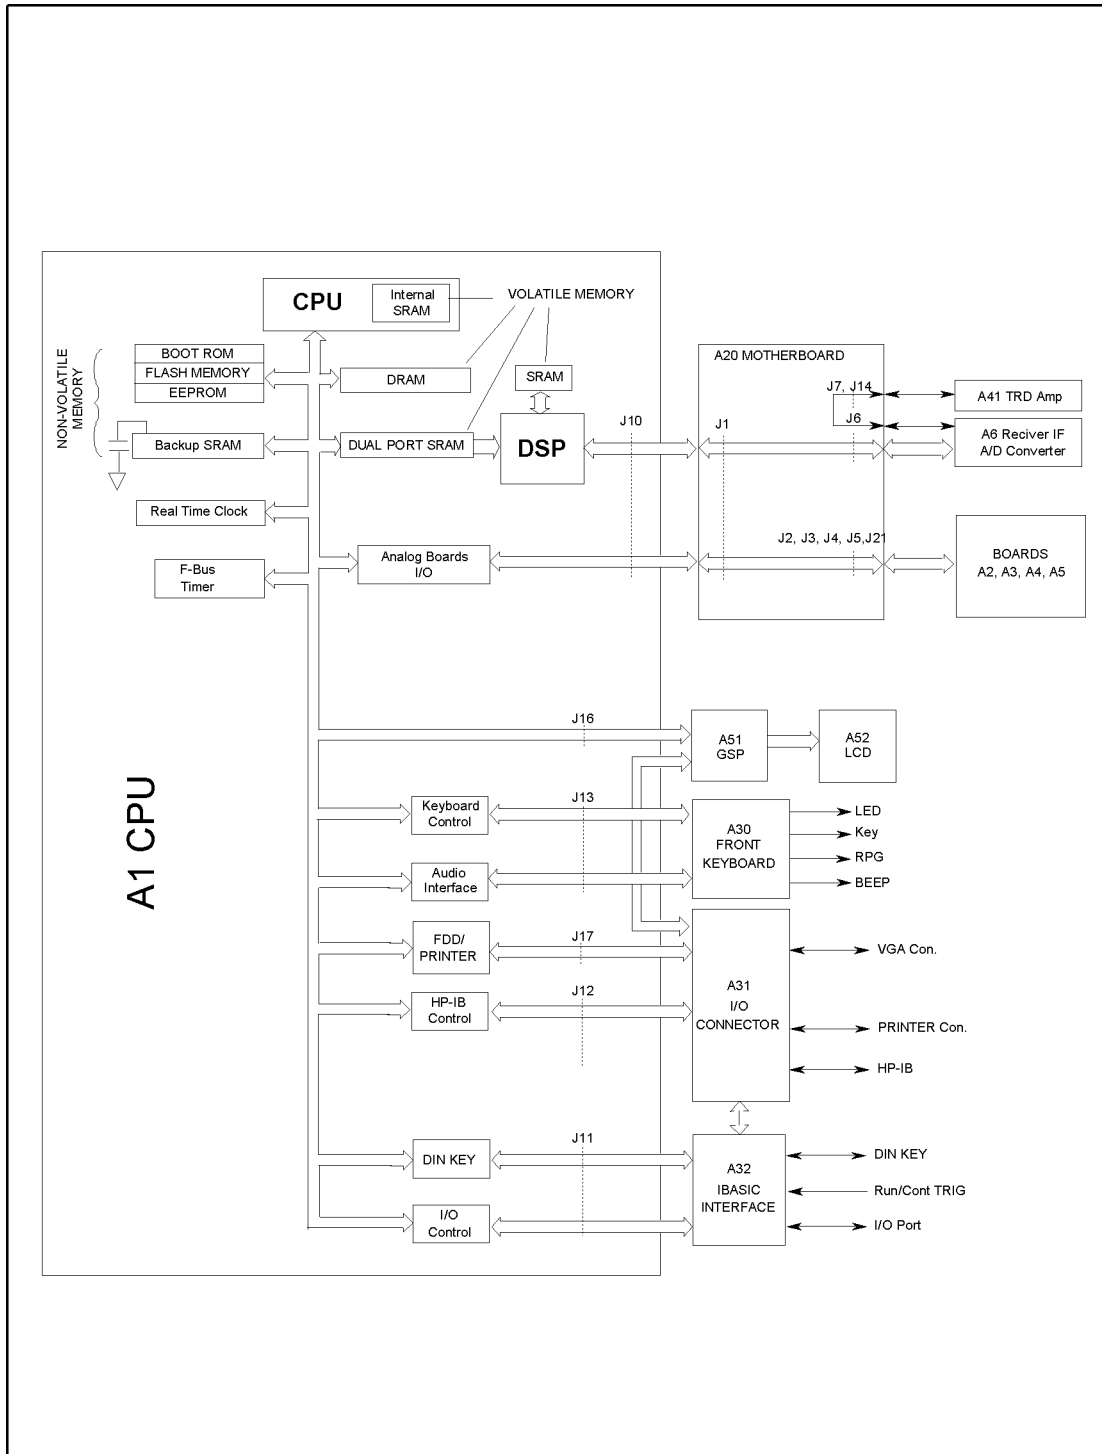 CPU
Internal
SRAM
VOLATILE MEMORY
NON-VOLATILE
MEMORY
BOOT ROM
FLASH MEMORY
EEPROM
DRAM
SRAM
A20 MOTHERBOARD
J7, J14
A41 TRD Amp
Backup SRAM
DUAL PORT SRAM
DSP
J10
J1
J6
A6 Reciver IF
A/D Converter
Real Time Clock
F-Bus
Timer
Analog Boards
I/O
J2, J3, J4, J5,J21
BOARDS
A2, A3, A4, A5
J16
A51
GSP
A52
LCD
A1 CPU
Keyboard
Control
J13
A30
FRONT
KEYBOARD
LED
Key
RPG
BEEP
Audio
Interface
FDD/
PRINTER
J17
HP-IB
Control
J12
A31
I/O
CONNECTOR
VGA Con.
PRINTER Con.
HP-IB
DIN KEY
J11
I/O
Control
A32
IBASIC
INTERFACE
DIN KEY
Run/Cont TRIG
I/O Port